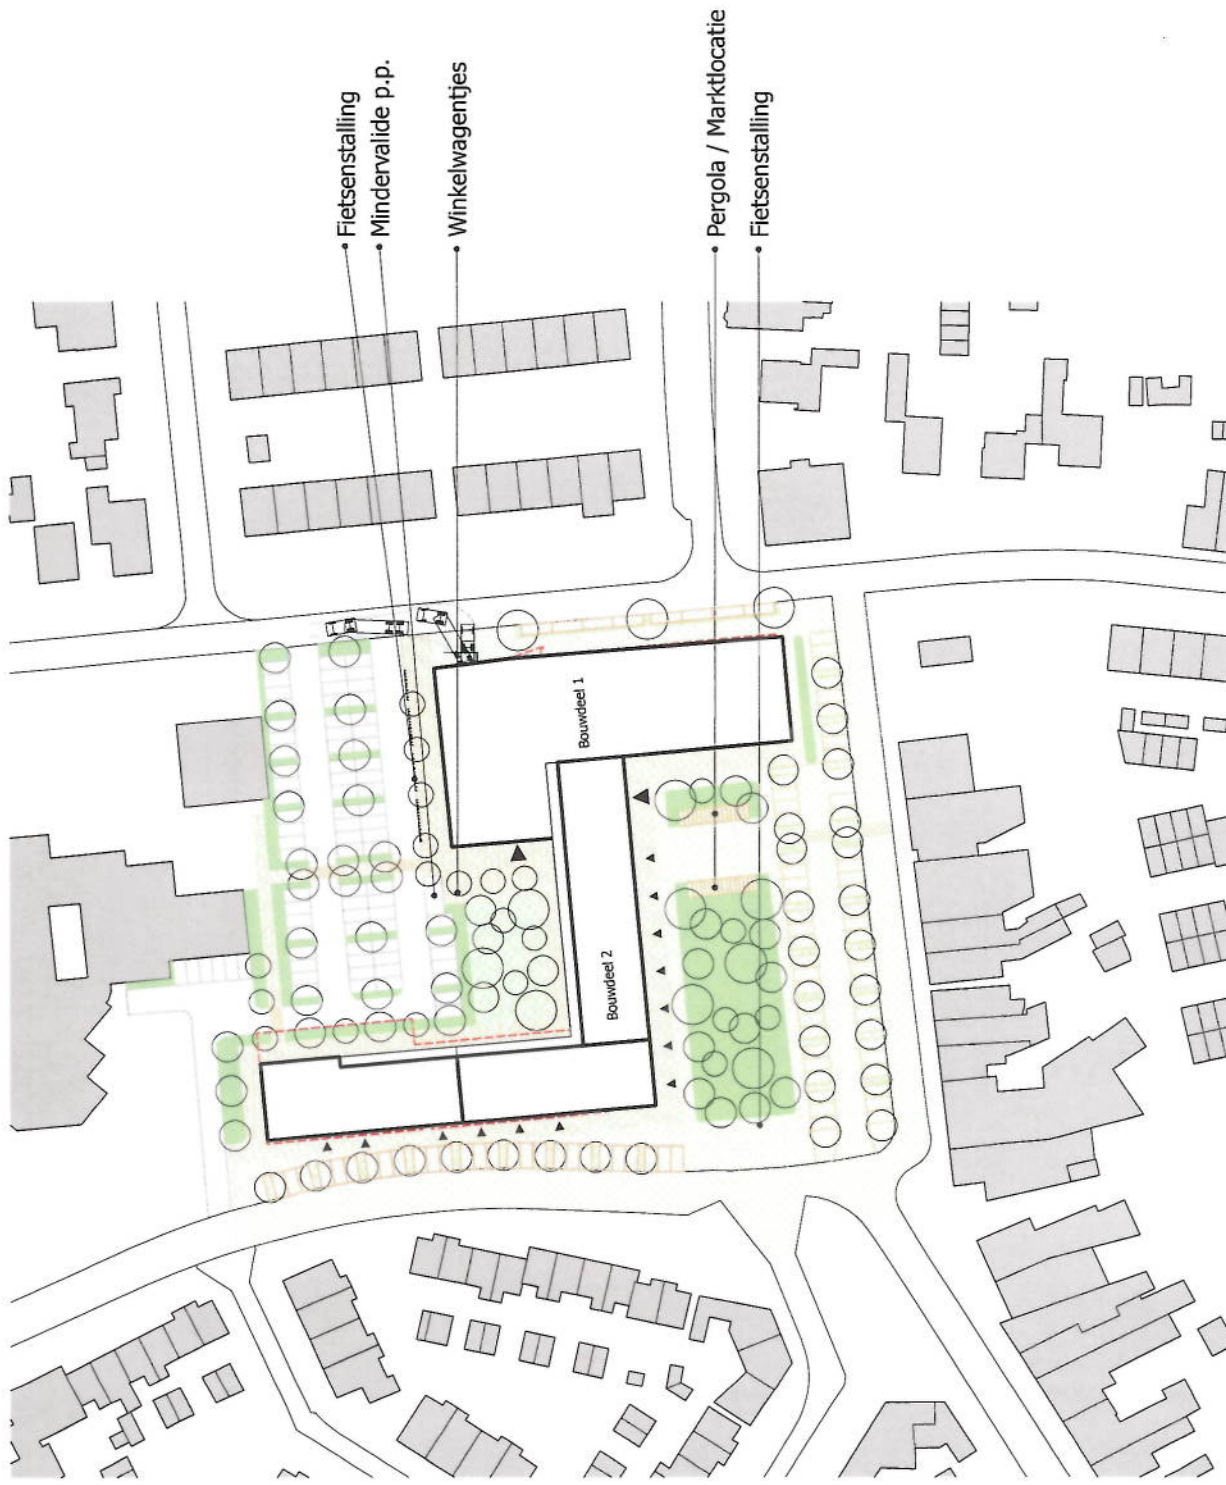 Fietsenstalling
Mindervalide p.p.
Winkelwagentjes
Pergola / Marktlocatie
Fietsenstalling
Bouwdeel 1
Bouwdeel 2